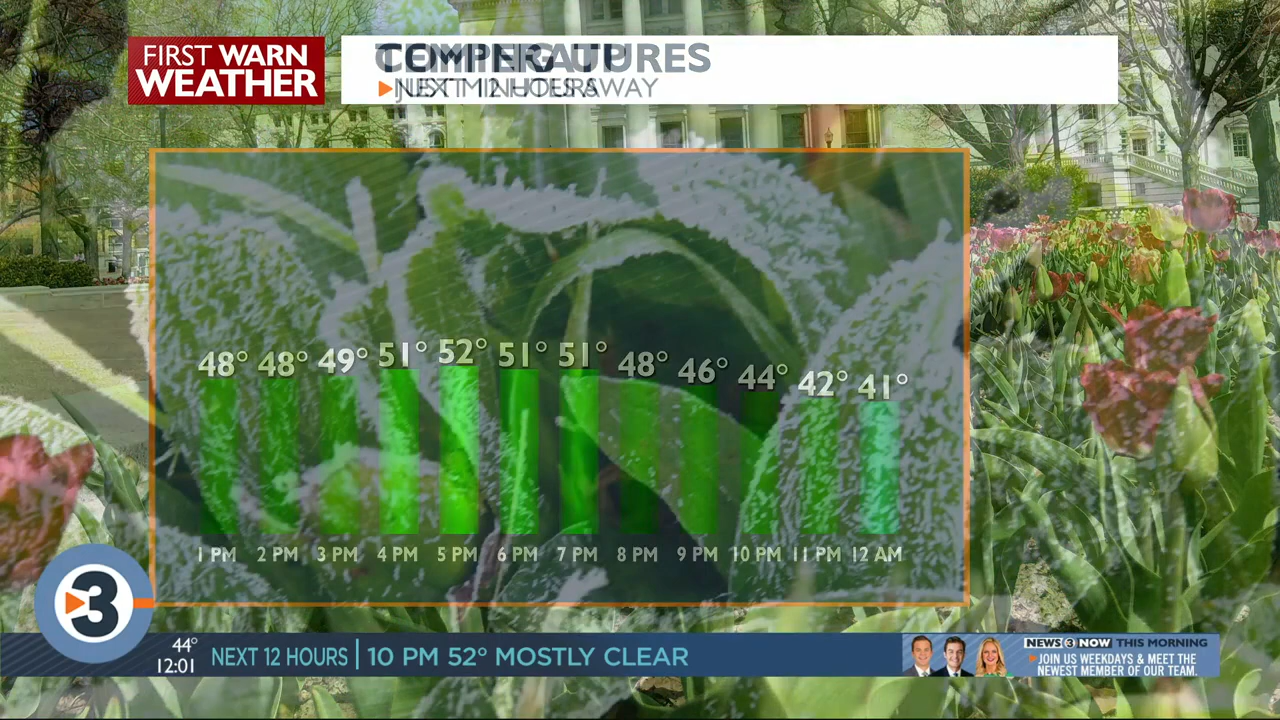 FIRST WARN
WEATHER
48° 48° 49° 51° 52° 51° 51° 48° 46° 44° 42° 41°
1 PM 2 PM 3 PM 4 PM 5 PM 6 PM 7 PM 8 PM 9 PM 10 PM 11 PM 12 AM
3
44°
12:01
NEXT 12 HOURS 10 PM 52° MOSTLY CLEAR
NEWS 3 NOW THIS MORNING
JOIN US WEEKDAYS & MEET THE
NEWEST MEMBER OF OUR TEAM.